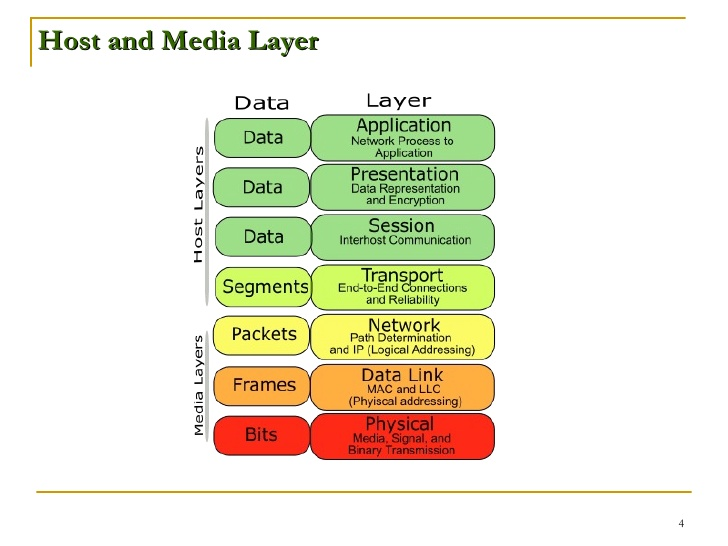 Host and Media Layer
Data Layer
Host Layers
Data
Application
Network Process to
Application
Data
Presentation
Data Representation
and Encryption
Data
Session
Interhost Communication
Segments
Transport
End-to-End Connections
and Reliability
Media Layers
Packets
Network
Path Determination
and IP (Logical Addressing)
Frames
Data Link
MAC and LLC
(Phyiscal addressing)
Bits
Physical
Media, Signal, and
Binary Transmission
4